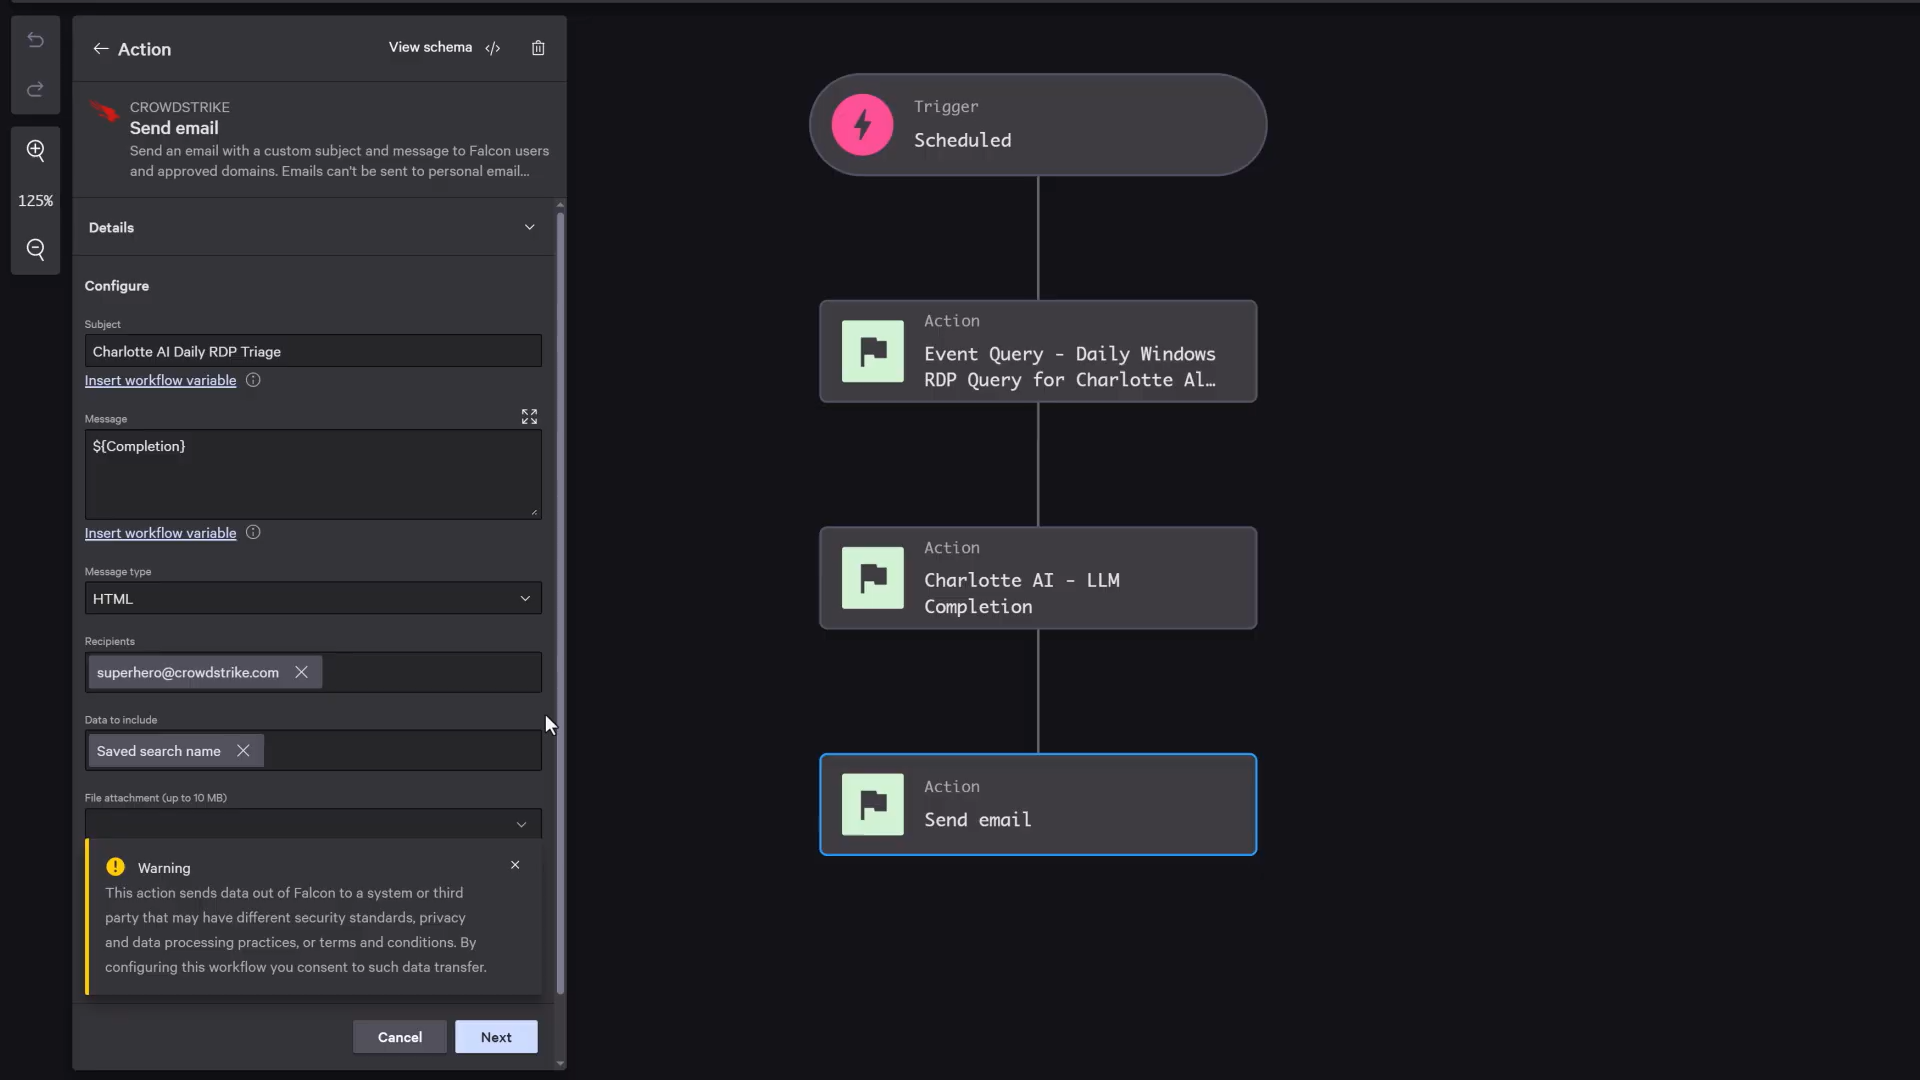 Action
View schema </>
CROWDSTRIKE
Send email
Send an email with a custom subject and message to Falcon users
and approved domains. Emails can't be sent to personal email...
125%
Details
Configure
Subject
Charlotte AI Daily RDP Triage
Insert workflow variable
Message
${Completion}
Insert workflow variable
Message type
HTML
Recipients
superhero@crowdstrike.com
Data to include
Saved search name
File attachment (up to 10 MB)
Warning
This action sends data out of Falcon to a system or third
party that may have different security standards, privacy
and data processing practices, or terms and conditions. By
configuring this workflow you consent to such data transfer.
Cancel
Next
Trigger
Scheduled
Action
Event Query - Daily Windows
RDP Query for Charlotte Al…
Action
Charlotte AI - LLM
Completion
Action
Send email